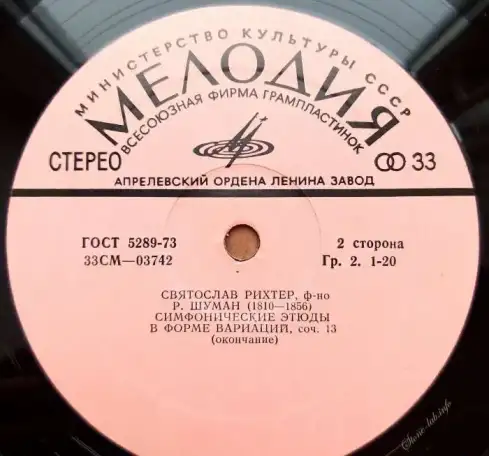 МИНИСТЕРСТВО КУЛЬТУРЫ СССР
МЕЛОДИЯ
ВСЕСОЮЗНАЯ ФИРМА ГРАМПЛАСТИНОК
СТЕРЕО
33
АПРЕЛЕВСКИЙ ОРДЕНА ЛЕНИНА ЗАВОД
ГОСТ 5289-73
2 сторона
33СМ—03742
Гр. 2. 1-20
СВЯТОСЛАВ РИХТЕР, ф-но
Р. ШУМАН (1810—1856)
СИМФОНИЧЕСКИЕ ЭТЮДЫ
В ФОРМЕ ВАРИАЦИЙ, соч. 13
(окончание)